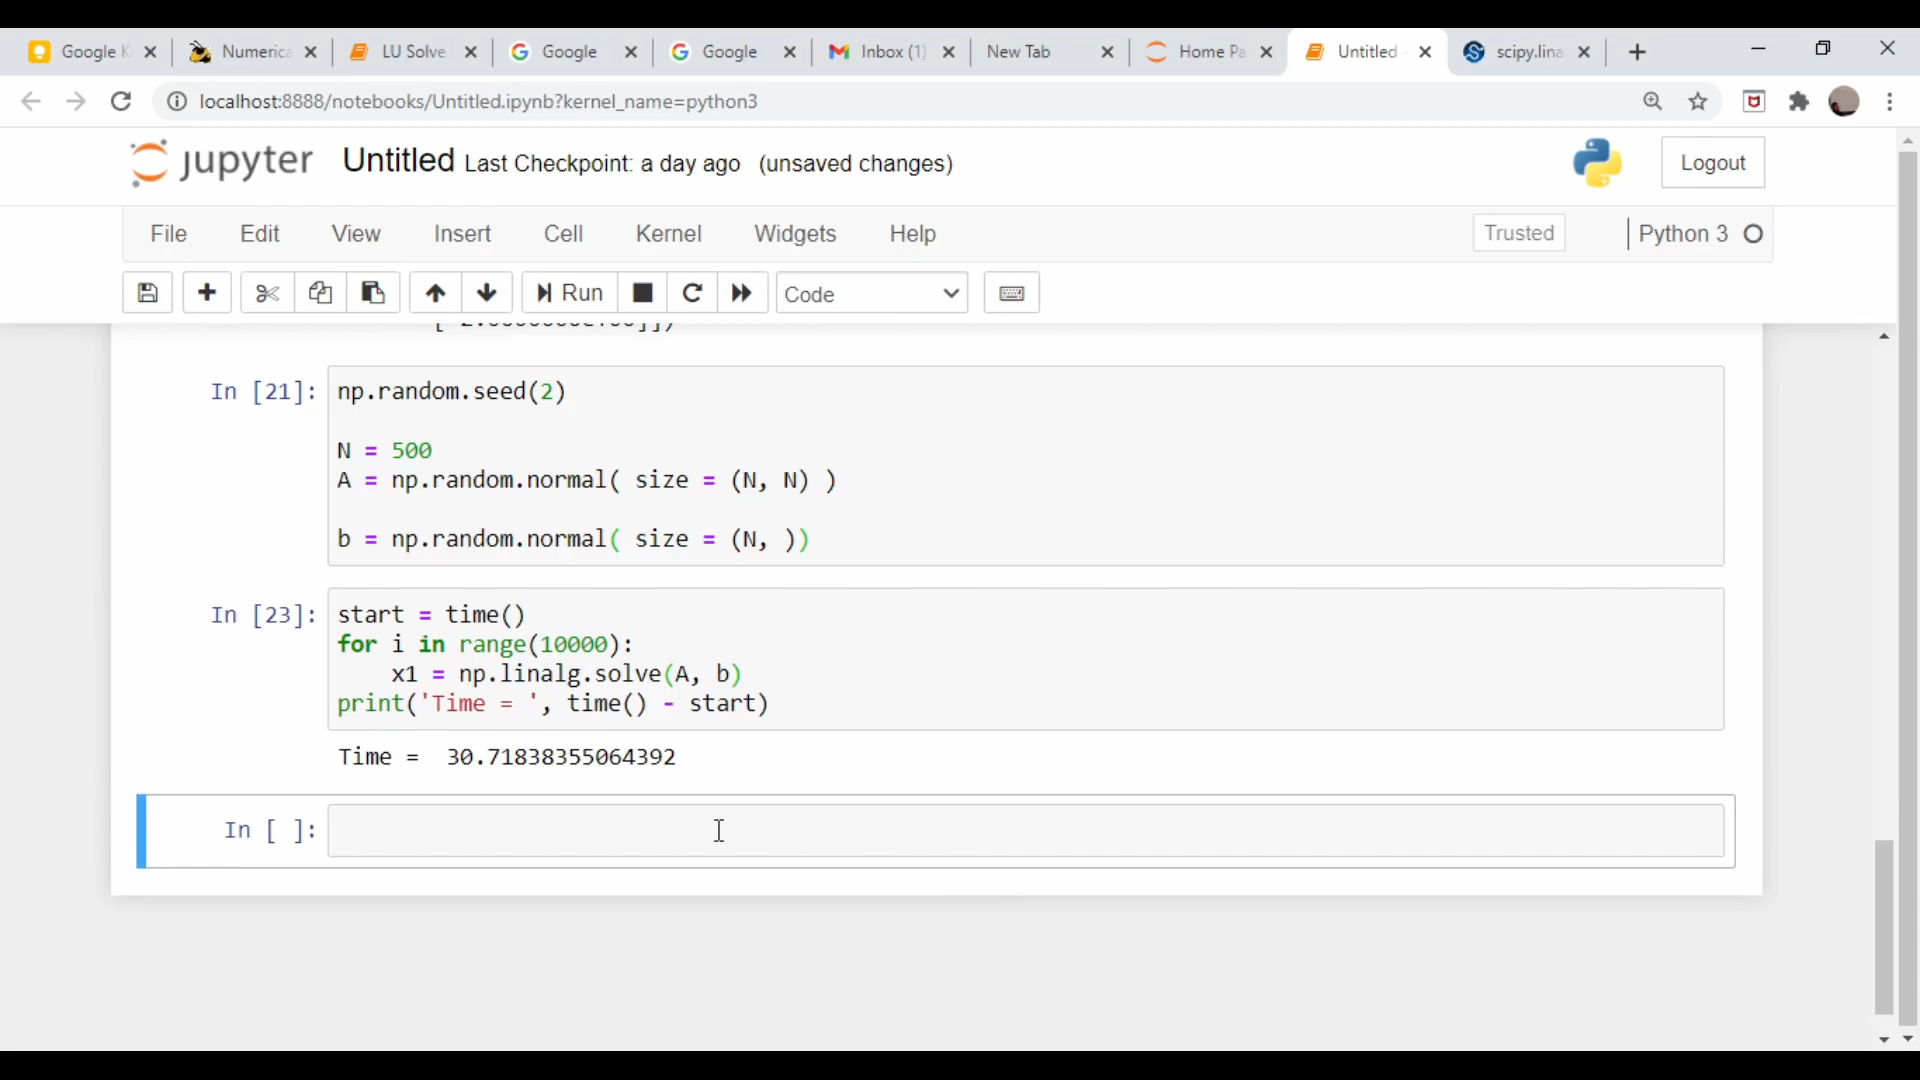 Google K
Numerica
LU Solve
Google
Google
Inbox (1)
New Tab
Home Pa
Untitled
scipy.lina
localhost:8888/notebooks/Untitled.ipynb?kernel_name=python3
jupyter Untitled Last Checkpoint: a day ago (unsaved changes)
Logout
File Edit View Insert Cell Kernel Widgets Help
Trusted
Python 3
Run
Code
In [21]: np.random.seed(2)
N = 500
A = np.random.normal( size = (N, N) )
b = np.random.normal( size = (N, ))
In [23]: start = time()
for i in range(10000):
x1 = np.linalg.solve(A, b)
print('Time = ', time() - start)
Time =  30.71838355064392
In [ ]: